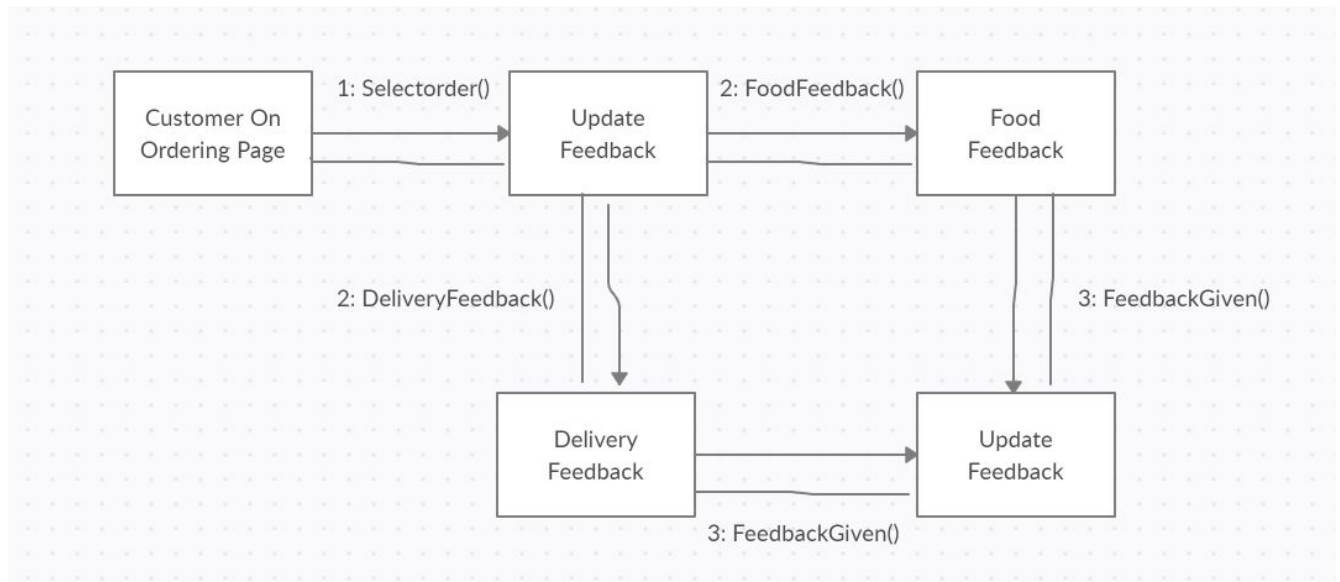 1: Selectorder()
2: FoodFeedback()
Customer On
Ordering Page
Update
Feedback
Food
Feedback
2: DeliveryFeedback()
3: FeedbackGiven()
Delivery
Feedback
Update
Feedback
3: FeedbackGiven()